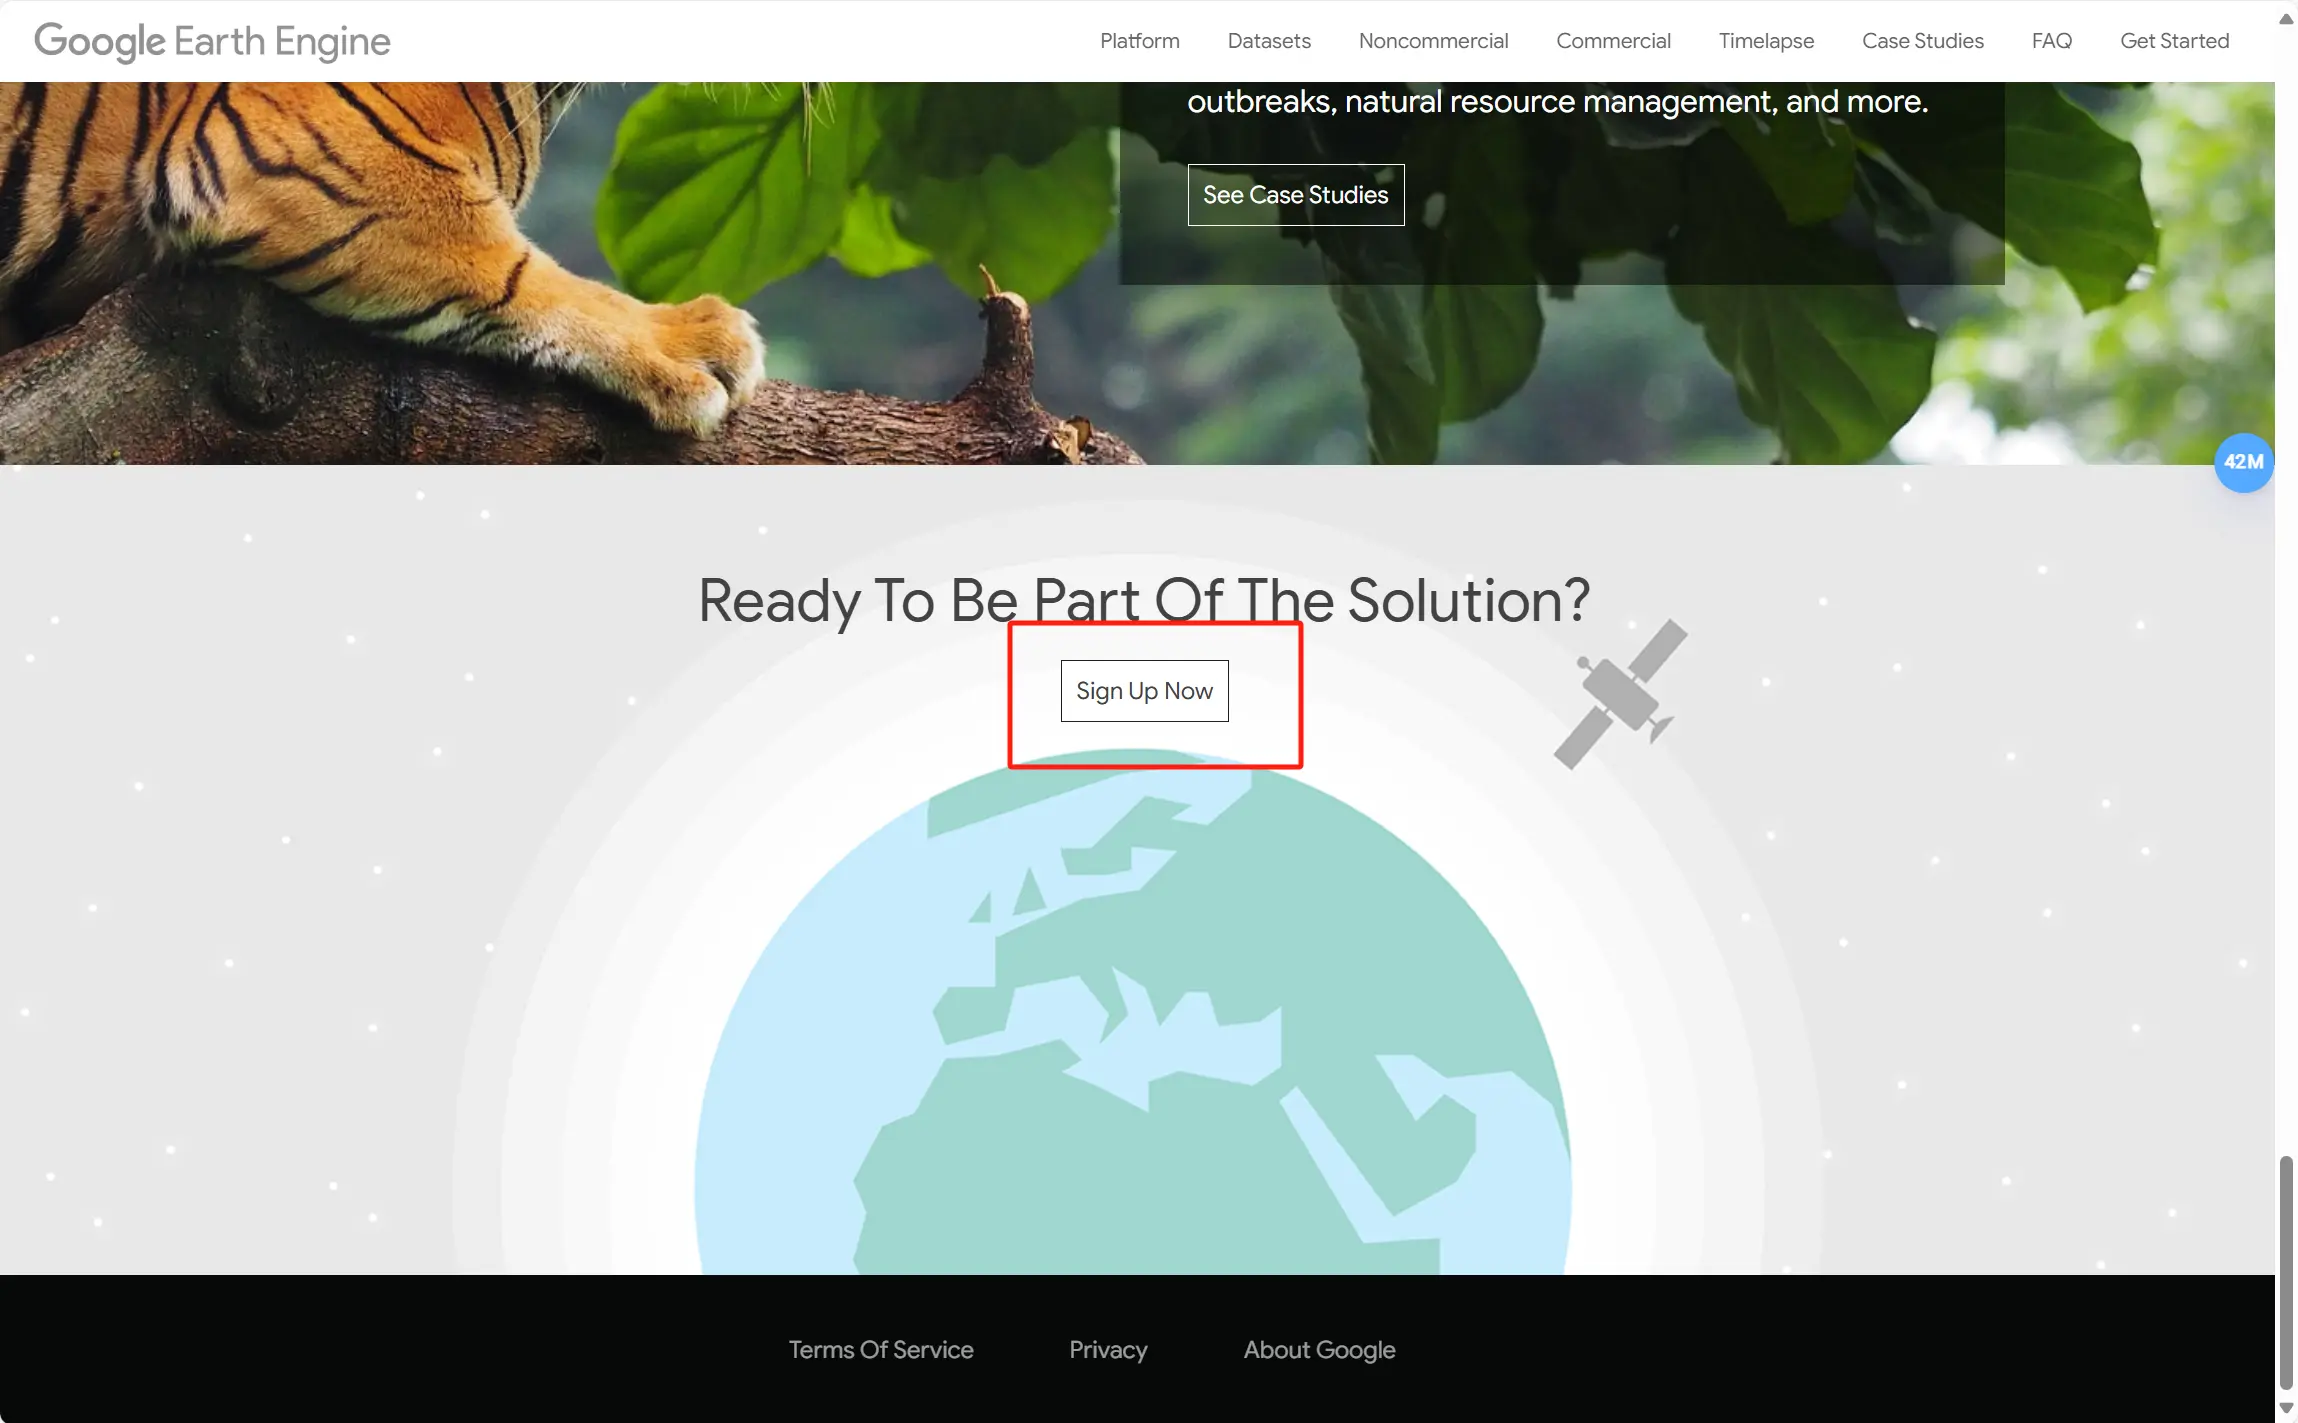 Google Earth Engine
Platform Datasets Noncommercial Commercial Timelapse Case Studies FAQ Get Started
outbreaks, natural resource management, and more.
See Case Studies
42M
Ready To Be Part Of The Solution?
Sign Up Now
Terms Of Service Privacy About Google